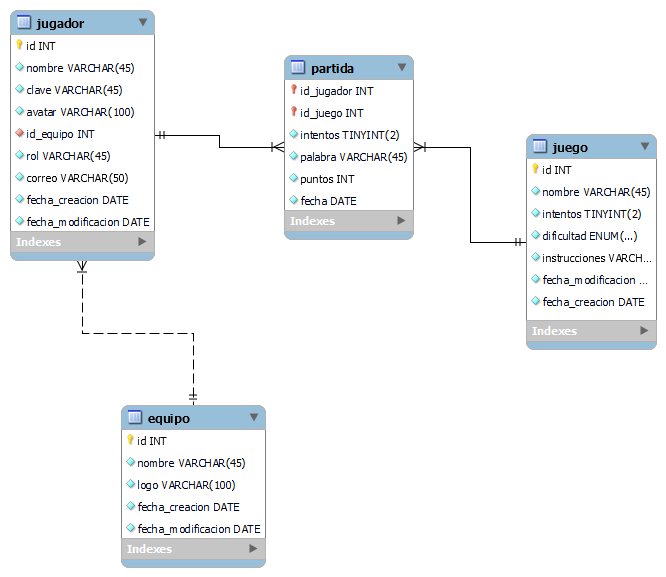 jugador
id INT
nombre VARCHAR(45)
clave VARCHAR(45)
avatar VARCHAR(100)
id_equipo INT
rol VARCHAR(45)
correo VARCHAR(50)
fecha_creacion DATE
fecha_modificacion DATE
Indexes
partida
id_jugador INT
id_juego INT
intentos TINYINT(2)
palabra VARCHAR(45)
puntos INT
fecha DATE
Indexes
juego
id INT
nombre VARCHAR(45)
intentos TINYINT(2)
dificultad ENUM(...)
instrucciones VARCH...
fecha_modificacion ...
fecha_creacion DATE
Indexes
equipo
id INT
nombre VARCHAR(45)
logo VARCHAR(100)
fecha_creacion DATE
fecha_modificacion DATE
Indexes